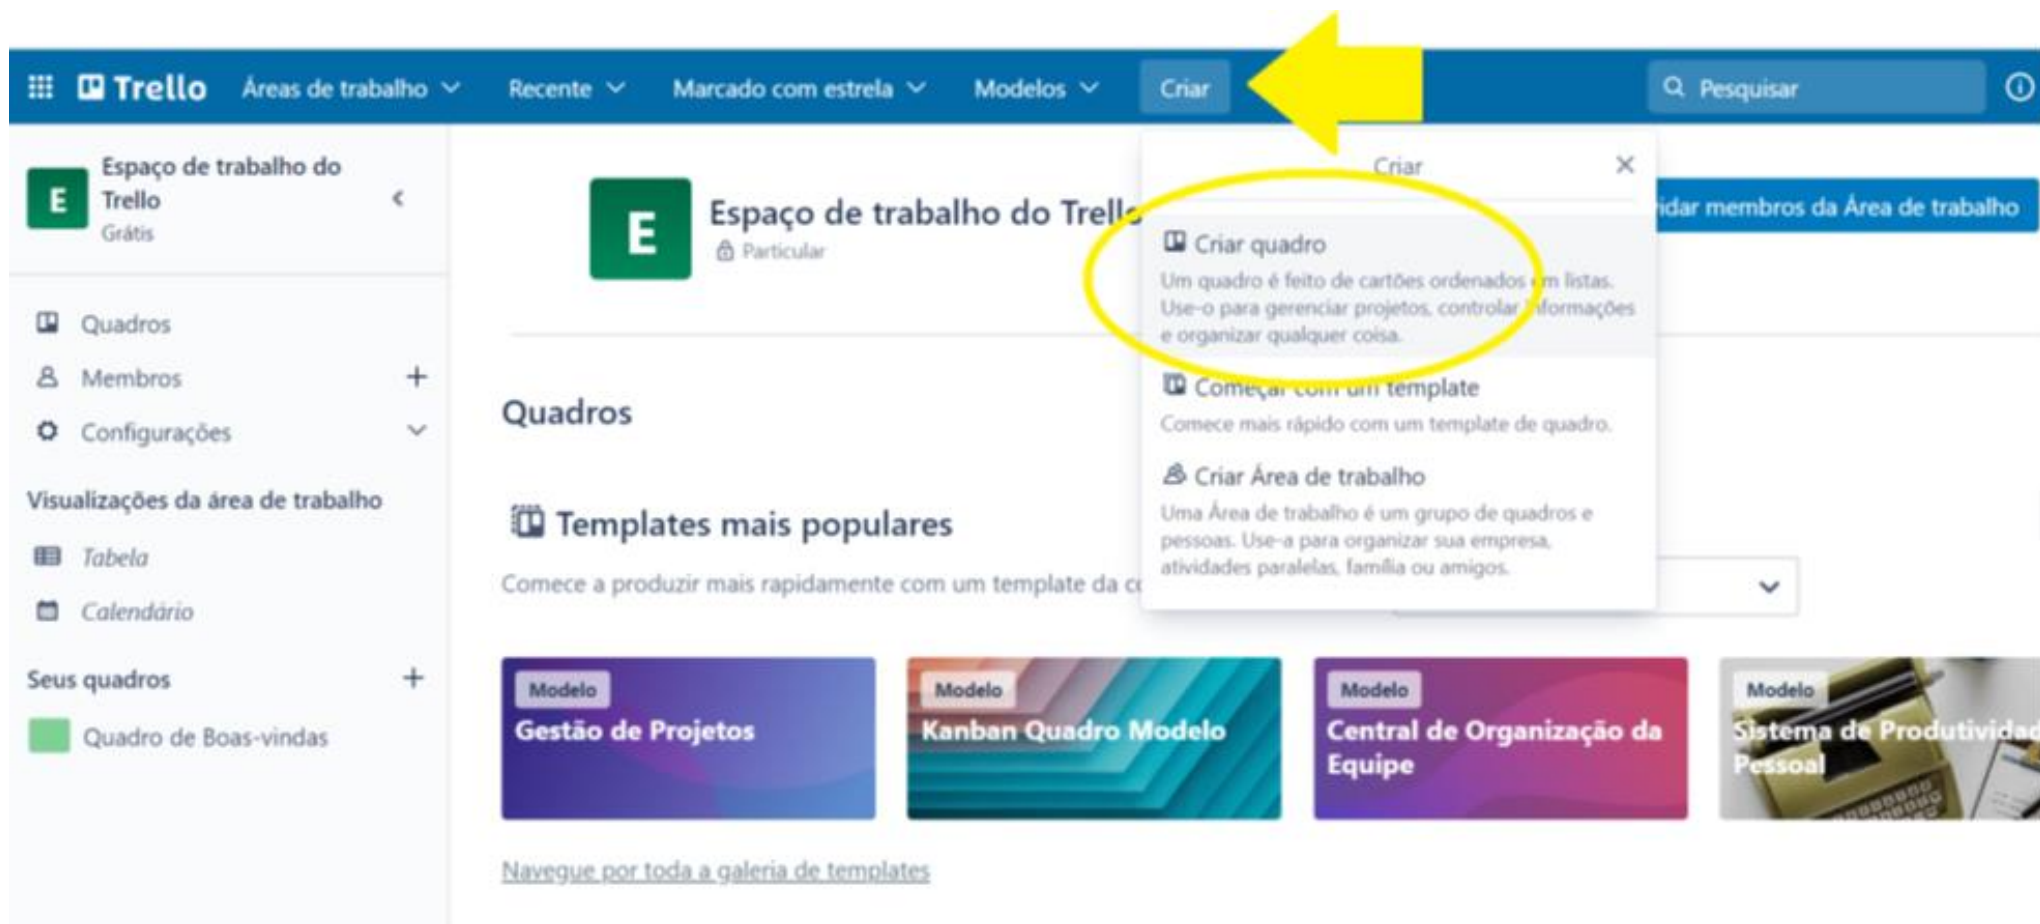 Trello
Áreas de trabalho
Recente
Marcado com estrela
Modelos
Criar
Pesquisar
Espaço de trabalho do
Trello
Grátis
E
Quadros
Membros
Configurações
Visualizações da área de trabalho
Tabela
Calendário
Seus quadros
Quadro de Boas-vindas
E
Espaço de trabalho do Trello
Particular
idar membros da Área de trabalho
Criar
Criar quadro
Um quadro é feito de cartões ordenados em listas.
Use-o para gerenciar projetos, controlar informações
e organizar qualquer coisa.
Começar com um template
Comece mais rápido com um template de quadro.
Criar Área de trabalho
Uma Área de trabalho é um grupo de quadros e
pessoas. Use-a para organizar sua empresa,
atividades paralelas, família ou amigos.
Quadros
Templates mais populares
Comece a produzir mais rapidamente com um template da
Modelo
Gestão de Projetos
Modelo
Kanban Quadro Modelo
Modelo
Central de Organização da
Equipe
Modelo
Sistema de Produtividad
Pessoal
Navegue por toda a galeria de templates